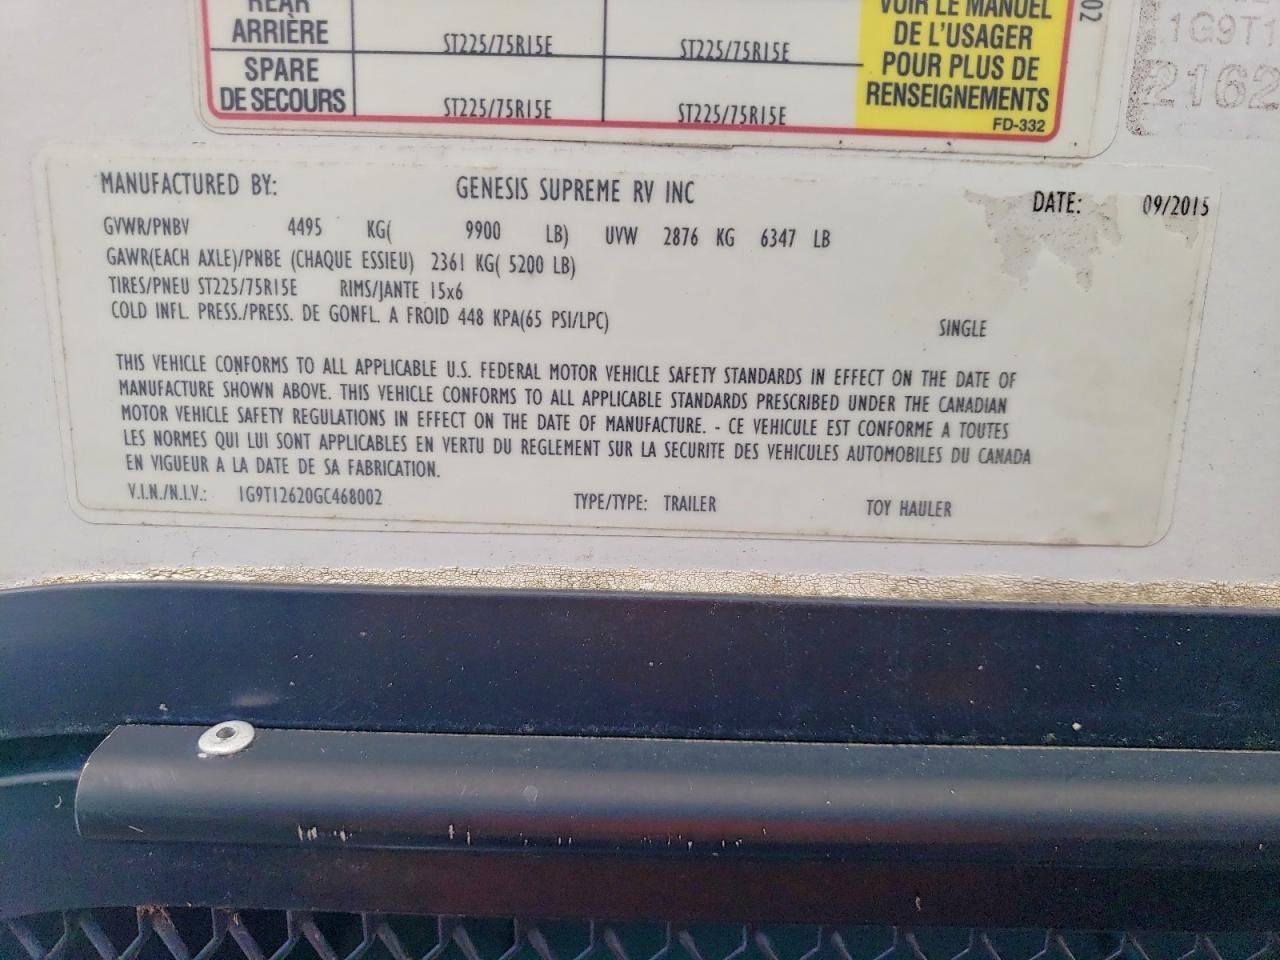 REAR
VOIR LE MANUEL
ARRIÈRE ST225/75R15E ST225/75R15E DE L'USAGER
SPARE POUR PLUS DE
DE SECOURS ST225/75R15E ST225/75R15E RENSEIGNEMENTS
FD-332
02
1G9T1
2162
MANUFACTURED BY: GENESIS SUPREME RV INC DATE: 09/2015
GVWR/PNBV 4495 KG( 9900 LB) UVW 2876 KG 6347 LB
GAWR(EACH AXLE)/PNBE (CHAQUE ESSIEU) 2361 KG( 5200 LB)
TIRES/PNEU ST225/75R15E RIMS/JANTE 15x6
COLD INFL. PRESS./PRESS. DE GONFL. A FROID 448 KPA(65 PSI/LPC) SINGLE
THIS VEHICLE CONFORMS TO ALL APPLICABLE U.S. FEDERAL MOTOR VEHICLE SAFETY STANDARDS IN EFFECT ON THE DATE OF
MANUFACTURE SHOWN ABOVE. THIS VEHICLE CONFORMS TO ALL APPLICABLE STANDARDS PRESCRIBED UNDER THE CANADIAN
MOTOR VEHICLE SAFETY REGULATIONS IN EFFECT ON THE DATE OF MANUFACTURE. - CE VEHICULE EST CONFORME A TOUTES
LES NORMES QUI LUI SONT APPLICABLES EN VERTU DU REGLEMENT SUR LA SECURITE DES VEHICULES AUTOMOBILES DU CANADA
EN VIGUEUR A LA DATE DE SA FABRICATION.
V.I.N./N.I.V.: 1G9T12620GC468002 TYPE/TYPE: TRAILER TOY HAULER